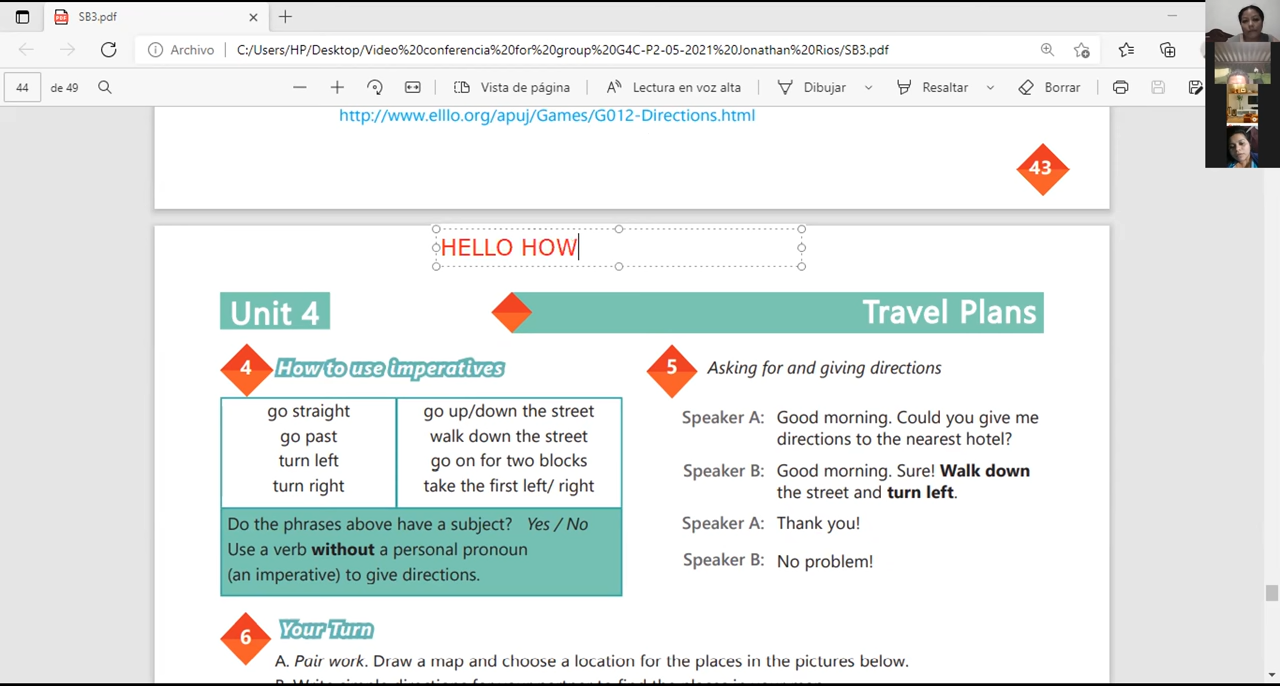 SB3.pdf
Archivo
C:/Users/HP/Desktop/Video%20conferencia%20for%20group%20G4C-P2-05-2021%20Jonathan%20Rios/SB3.pdf
44 de 49
Vista de página
Lectura en voz alta
Dibujar
Resaltar
Borrar
http://www.elllo.org/apuj/Games/G012-Directions.html
43
HELLO HOW
Unit 4
Travel Plans
4 How to use imperatives
go straight
go past
turn left
turn right
go up/down the street
walk down the street
go on for two blocks
take the first left/ right
Do the phrases above have a subject? Yes / No
Use a verb without a personal pronoun
(an imperative) to give directions.
5 Asking for and giving directions
Speaker A: Good morning. Could you give me
directions to the nearest hotel?
Speaker B: Good morning. Sure! Walk down
the street and turn left.
Speaker A: Thank you!
Speaker B: No problem!
6 Your Turn
A. Pair work. Draw a map and choose a location for the places in the pictures below.